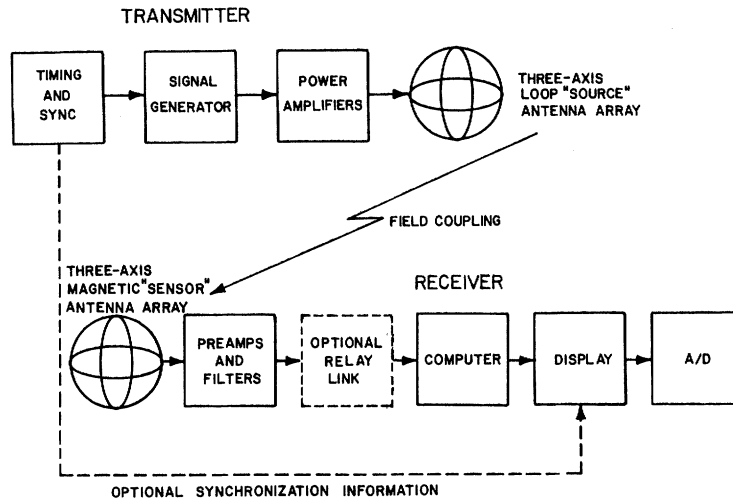 TRANSMITTER
TIMING
AND
SYNC
SIGNAL
GENERATOR
POWER
AMPLIFIERS
THREE-AXIS
LOOP "SOURCE"
ANTENNA ARRAY
FIELD COUPLING
THREE-AXIS
MAGNETIC "SENSOR"
ANTENNA ARRAY
RECEIVER
PREAMPS
AND
FILTERS
OPTIONAL
RELAY
LINK
COMPUTER
DISPLAY
A/D
OPTIONAL SYNCHRONIZATION INFORMATION